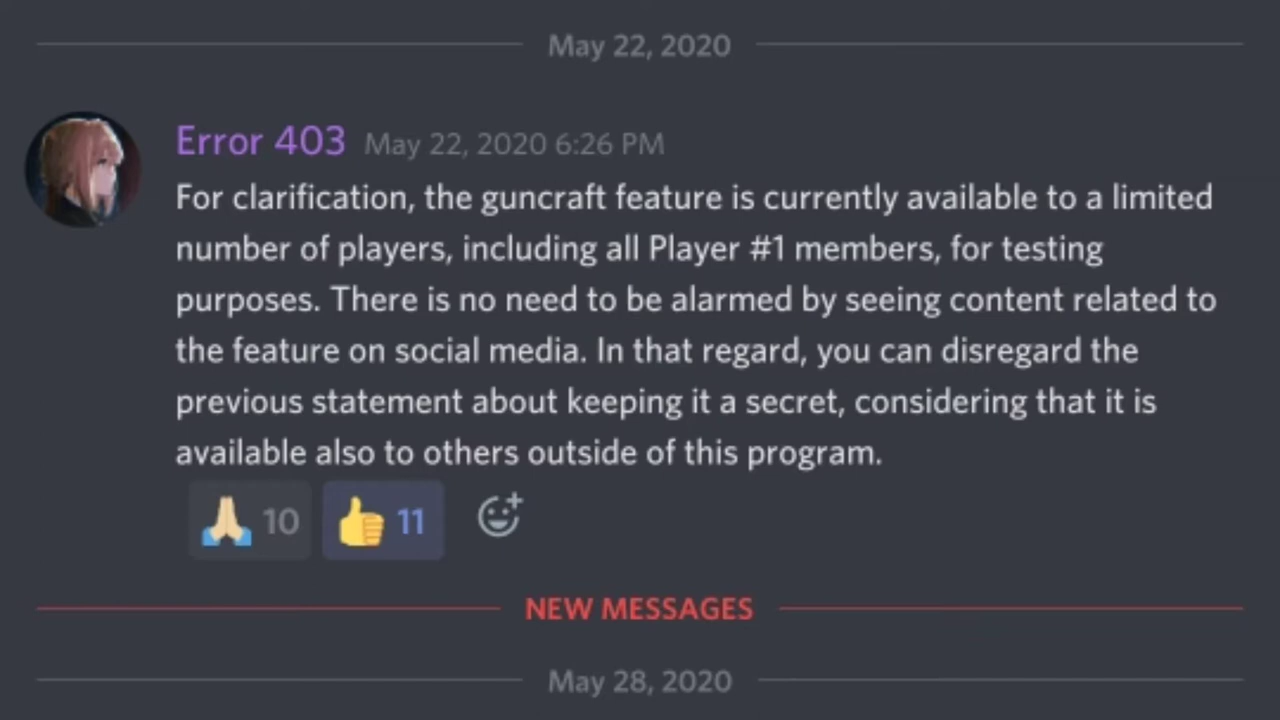 May 22, 2020
Error 403 May 22, 2020 6:26 PM
For clarification, the guncraft feature is currently available to a limited
number of players, including all Player #1 members, for testing
purposes. There is no need to be alarmed by seeing content related to
the feature on social media. In that regard, you can disregard the
previous statement about keeping it a secret, considering that it is
available also to others outside of this program.
10 11
NEW MESSAGES
May 28, 2020